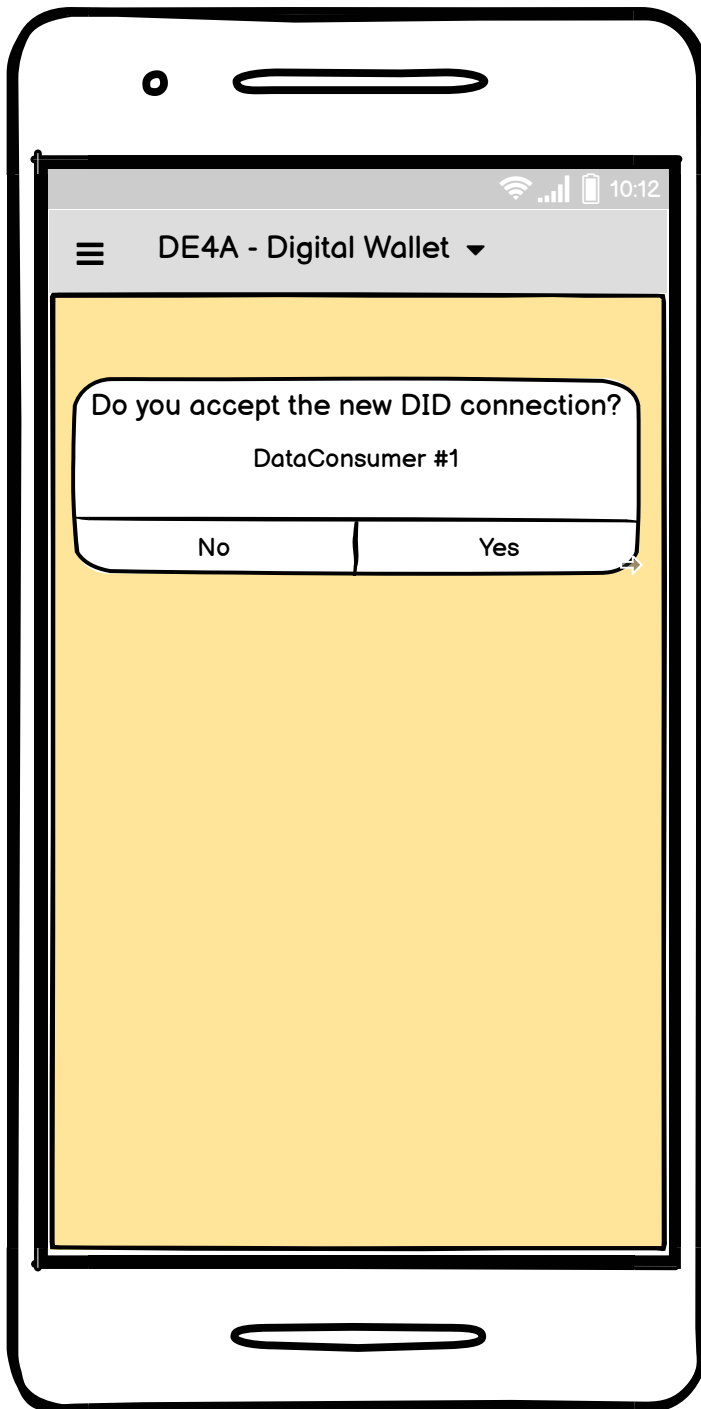 10:12
DE4A - Digital Wallet
Do you accept the new DID connection?
DataConsumer #1
No Yes